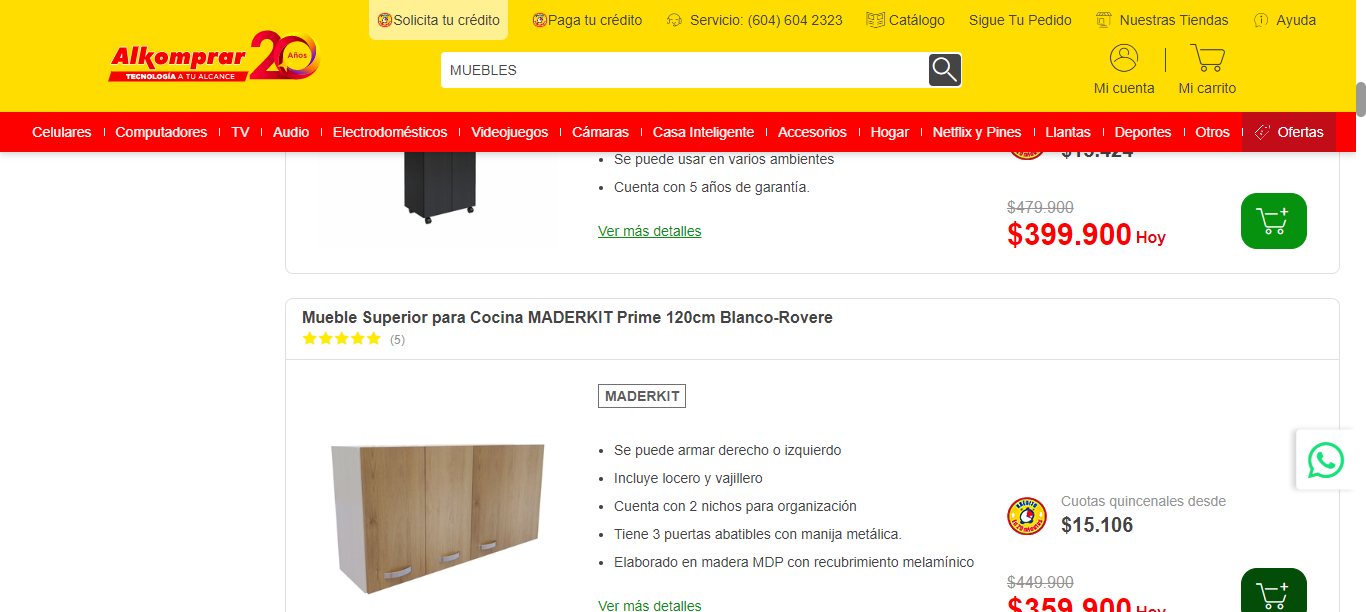 Solicita tu crédito
Paga tu crédito
Servicio: (604) 604 2323
Catálogo
Sigue Tu Pedido
Nuestras Tiendas
Ayuda
Alkomprar 20 Años
TECNOLOGÍA A TU ALCANCE
MUEBLES
Mi cuenta
Mi carrito
Celulares
Computadores
TV
Audio
Electrodomésticos
Videojuegos
Cámaras
Casa Inteligente
Accesorios
Hogar
Netflix y Pines
Llantas
Deportes
Otros
Ofertas
Se puede usar en varios ambientes
Cuenta con 5 años de garantía.
Ver más detalles
$15.424
$479.900
$399.900 Hoy
Mueble Superior para Cocina MADERKIT Prime 120cm Blanco-Rovere
(5)
MADERKIT
Se puede armar derecho o izquierdo
Incluye locero y vajillero
Cuenta con 2 nichos para organización
Tiene 3 puertas abatibles con manija metálica.
Elaborado en madera MDP con recubrimiento melamínico
Ver más detalles
Cuotas quincenales desde
$15.106
$449.900
$359.900 Hoy